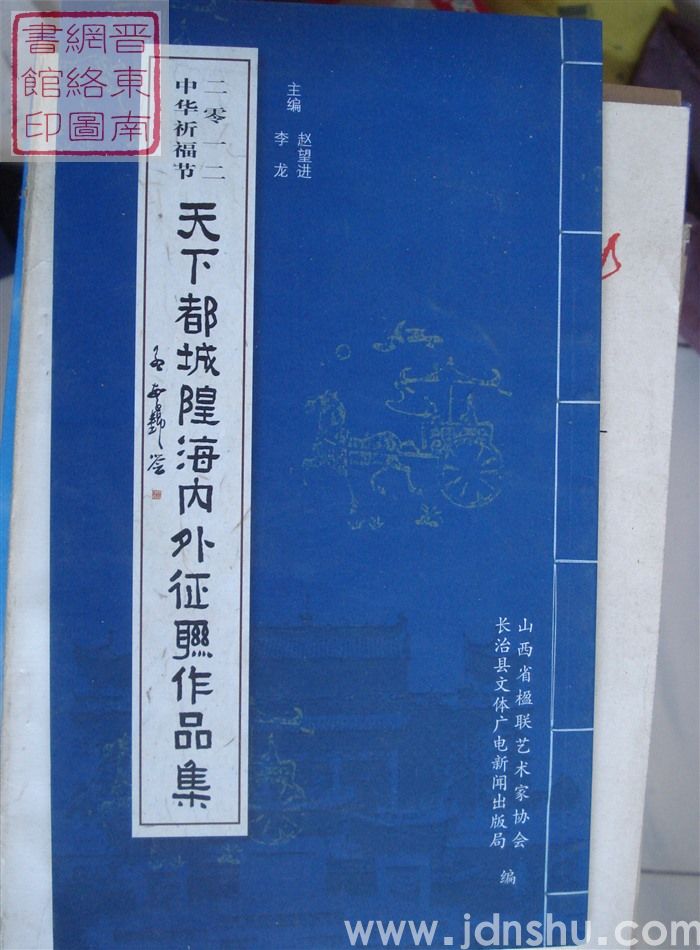 晋東南
網絡圖
書館印
二零一二
中华祈福节
天下都城隍海内外征聯作品集
主编
赵望进
李龙
山西省楹联艺术家协会
长治县文体广电新闻出版局
编
www.jdnshu.com